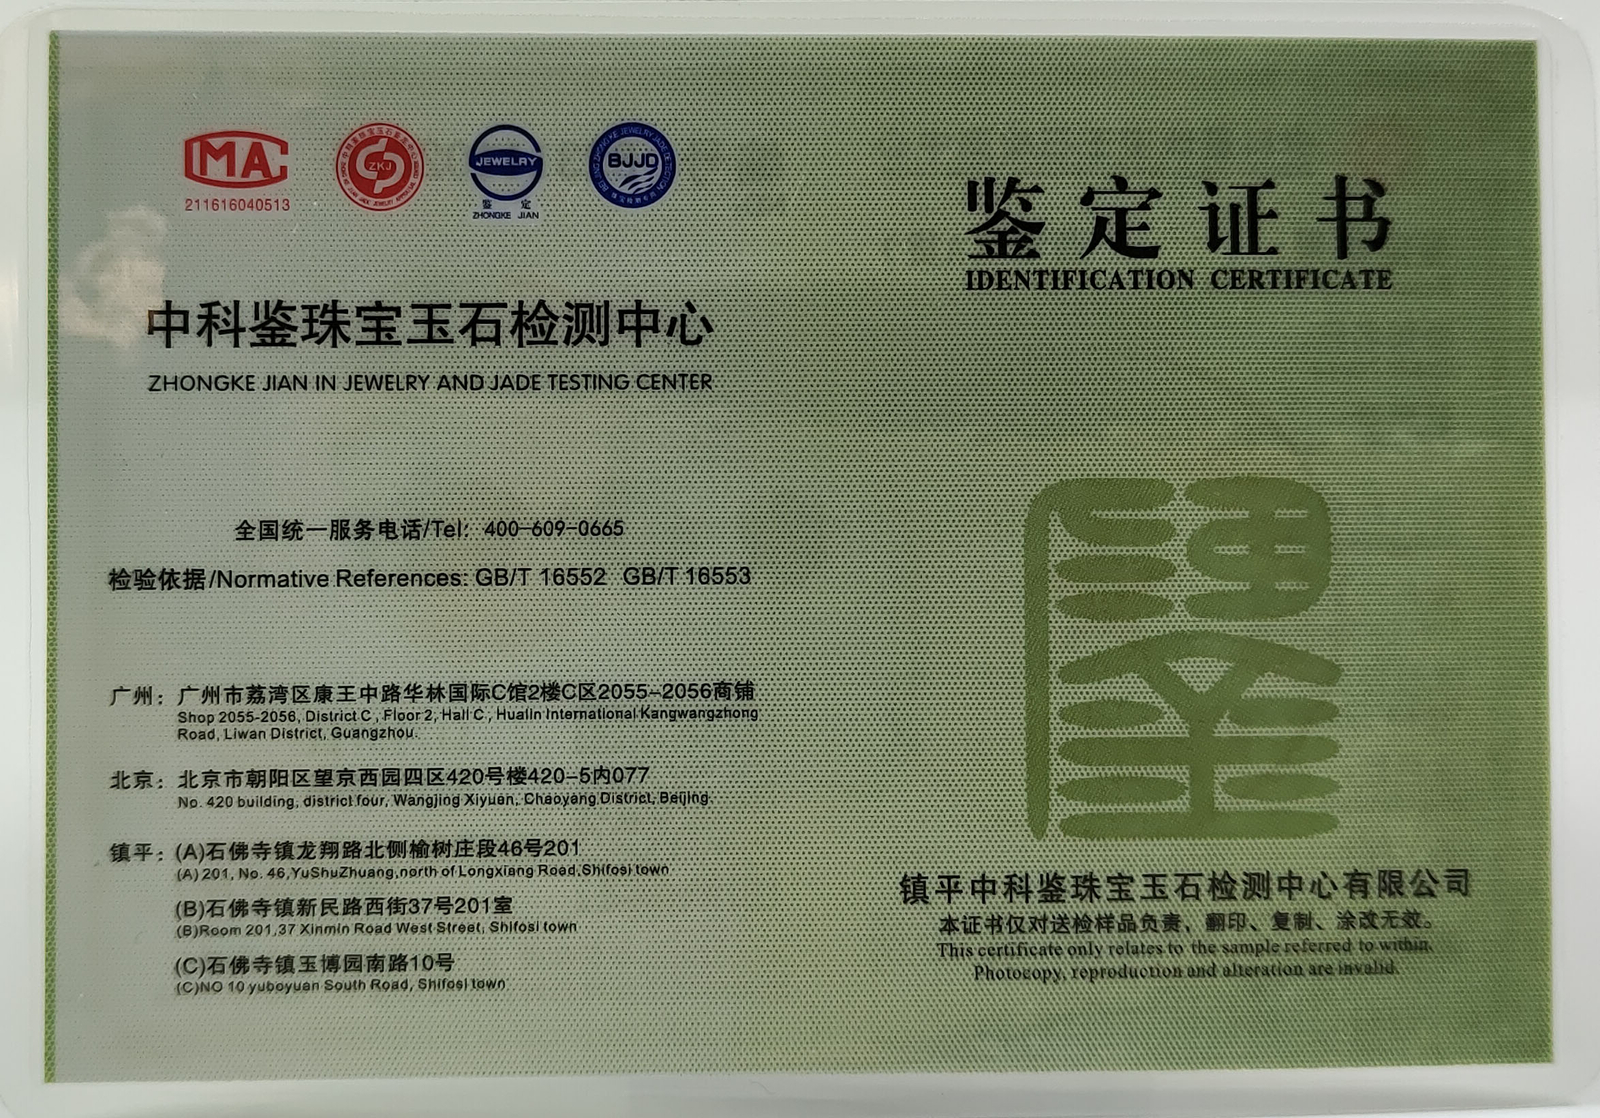 MA
211616040513
ZKJ
JEWELRY
鉴 定
ZHONGKE JIAN
BJJD
中科鉴珠宝玉石检测中心
ZHONGKE JIAN IN JEWELRY AND JADE TESTING CENTER
全国统一服务电话/Tel: 400-609-0665
检验依据/Normative References: GB/T 16552 GB/T 16553
广州：广州市荔湾区康王中路华林国际C馆2楼C区2055-2056商铺
Shop 2055-2056, District C , Floor 2, Hall C , Hualin International Kangwangzhong
Road, Liwan District, Guangzhou.
北京：北京市朝阳区望京西园四区420号楼420-5内077
No. 420 building, district four, Wangjing Xiyuan, Chaoyang District, Beijing.
镇平：(A)石佛寺镇龙翔路北侧榆树庄段46号201
(A) 201, No. 46,YuShuZhuang,north of Longxiang Road,Shifosi town
(B)石佛寺镇新民路西街37号201室
(B)Room 201,37 Xinmin Road West Street, Shifosi town
(C)石佛寺镇玉博园南路10号
(C)NO 10 yuboyuan South Road, Shifosi town
鉴定证书
IDENTIFICATION CERTIFICATE
镇平中科鉴珠宝玉石检测中心有限公司
本证书仅对送检样品负责，翻印、复制、涂改无效。
This certificate only relates to the sample referred to within.
Photocopy, reproduction and alteration are invalid.